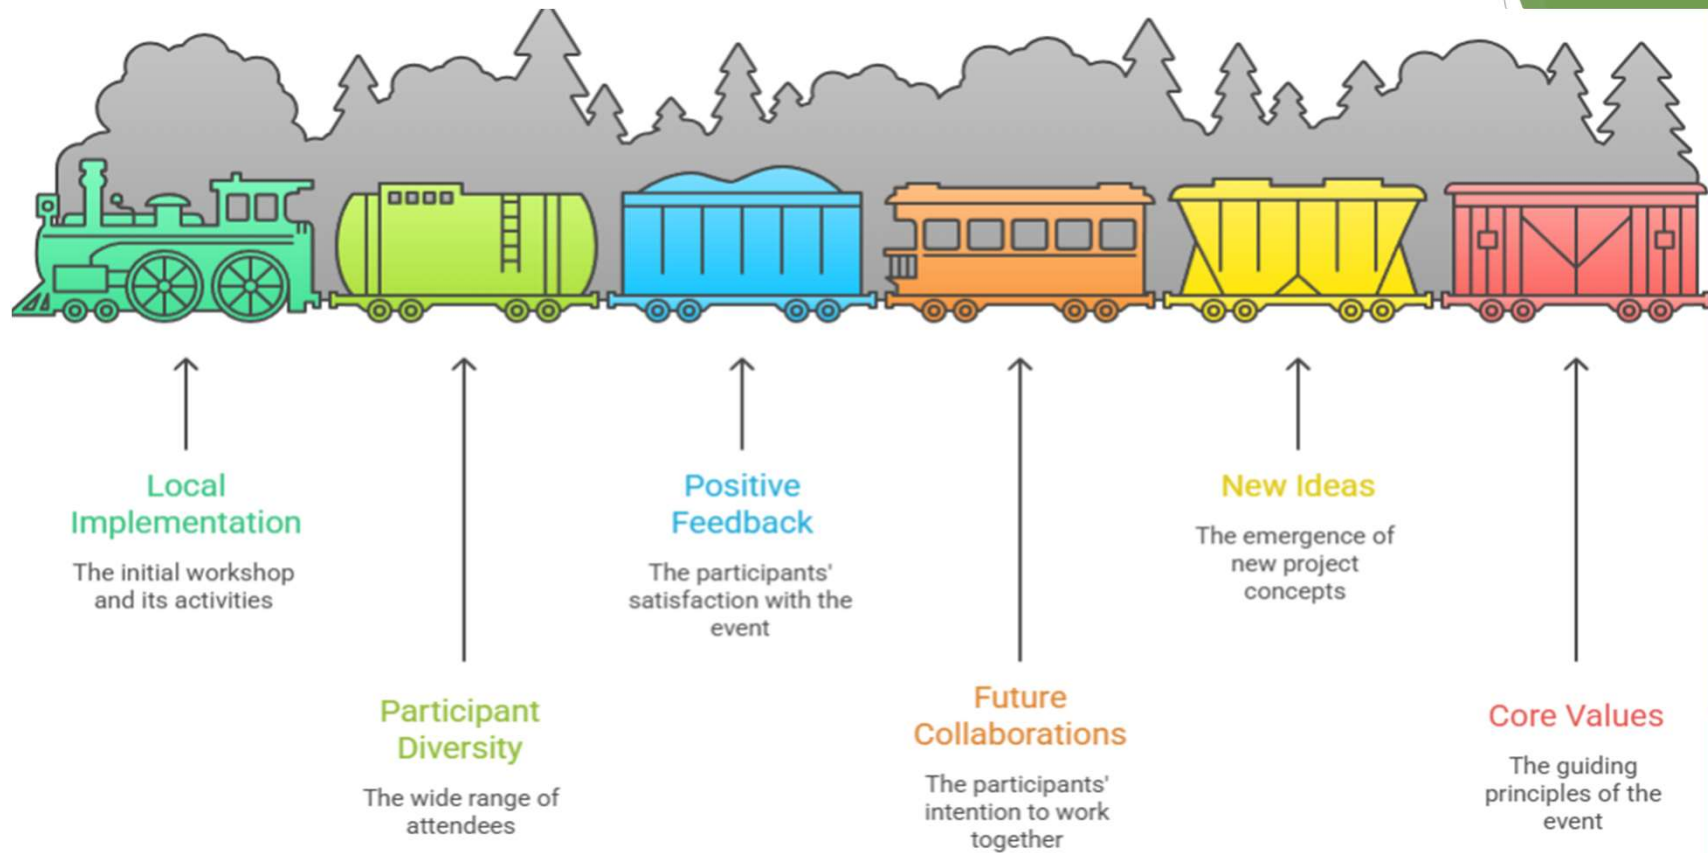 Local
Implementation
The initial workshop
and its activities
Participant
Diversity
The wide range of
attendees
Positive
Feedback
The participants'
satisfaction with the
event
Future
Collaborations
The participants'
intention to work
together
New Ideas
The emergence of
new project
concepts
Core Values
The guiding
principles of the
event